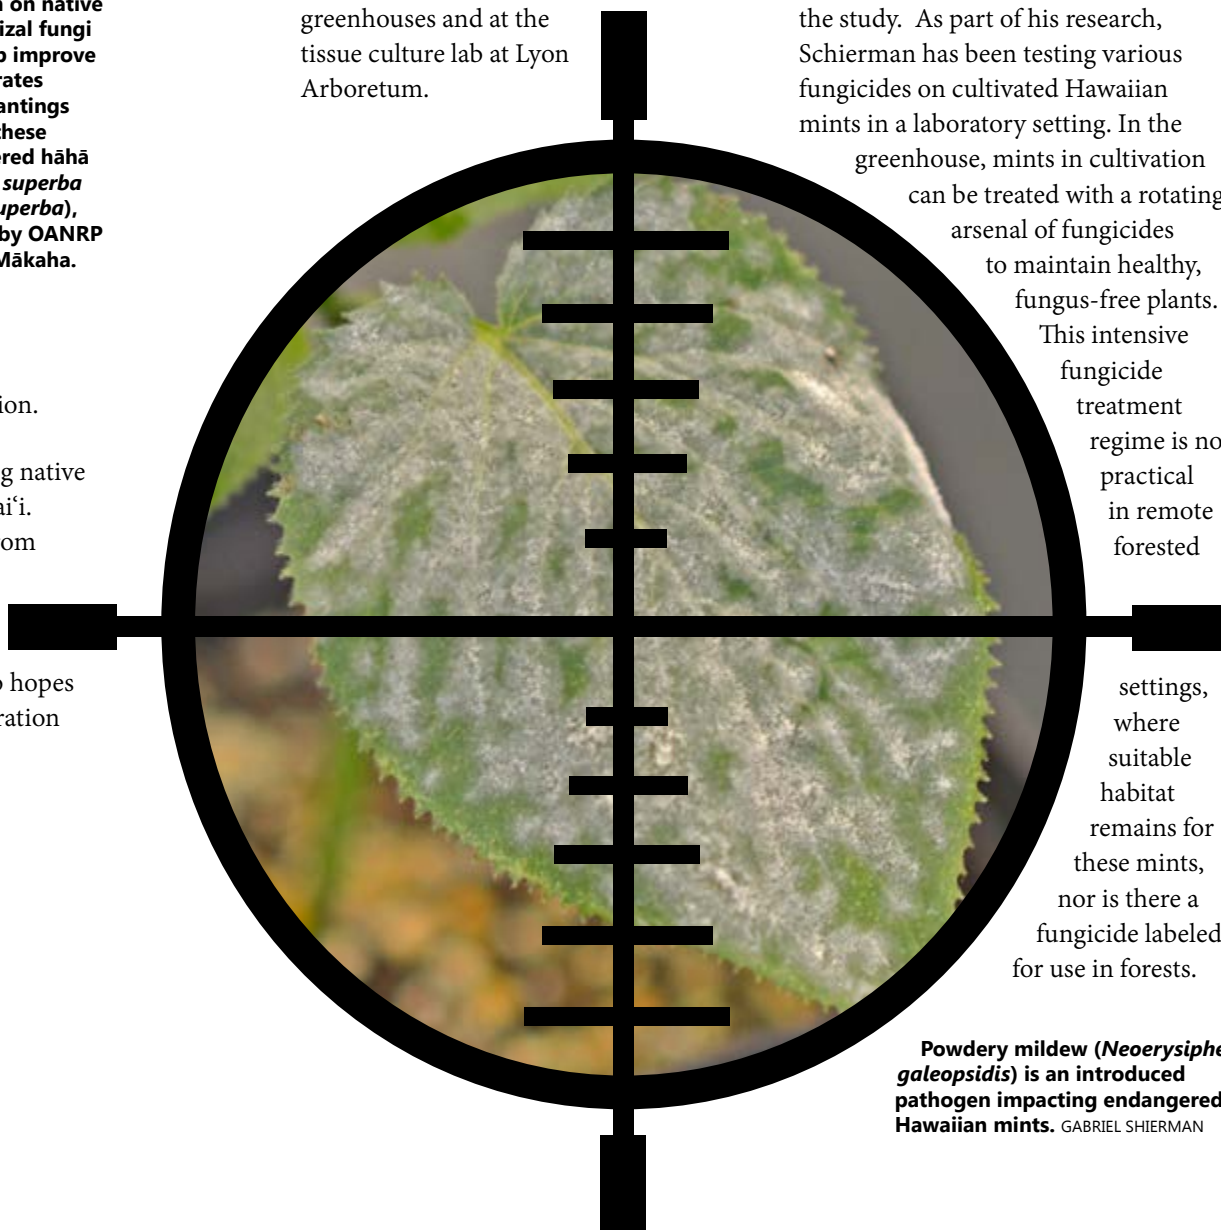 on native
izal fungi
improve
rates
antings
these
ered hāhā
superba
uperba),
by OANRP
Mākaha.
ion.
g native
ai‘i.
om
hopes
ration
greenhouses and at the
tissue culture lab at Lyon
Arboretum.
the study.  As part of his research,
Schierman has been testing various
fungicides on cultivated Hawaiian
mints in a laboratory setting. In the
greenhouse, mints in cultivation
can be treated with a rotating
arsenal of fungicides
to maintain healthy,
fungus-free plants.
This intensive
fungicide
treatment
regime is no
practical
in remote
forested
settings,
where
suitable
habitat
remains for
these mints,
nor is there a
fungicide labeled
for use in forests.
Powdery mildew (Neoerysiphe
galeopsidis) is an introduced
pathogen impacting endangered
Hawaiian mints. GABRIEL SHIERMAN